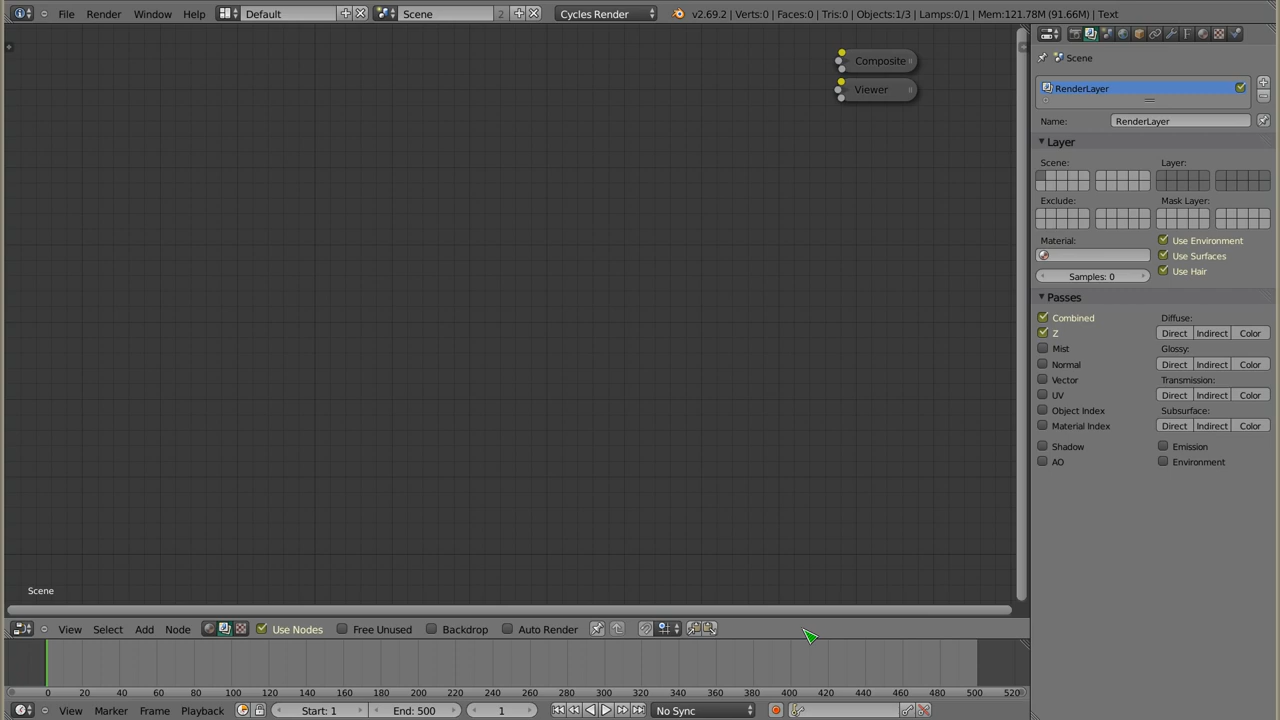 File Render Window Help Default Scene 2 Cycles Render v2.69.2 | Verts:0 | Faces:0 | Tris:0 | Objects:1/3 | Lamps:0/1 | Mem:121.78M (91.66M) | Text
Composite
Viewer
Scene
View Select Add Node Use Nodes Free Unused Backdrop Auto Render
0 20 40 60 80 100 120 140 160 180 200 220 240 260 280 300 320 340 360 380 400 420 440 460 480 500 520
View Marker Frame Playback Start: 1 End: 500 1 No Sync
Scene
RenderLayer
Name: RenderLayer
Layer
Scene: Layer:
Exclude: Mask Layer:
Material: Use Environment
Use Surfaces
Samples: 0 Use Hair
Passes
Combined Diffuse:
Z Direct Indirect Color
Mist Glossy:
Normal Direct Indirect Color
Vector Transmission:
UV Direct Indirect Color
Object Index Subsurface:
Material Index Direct Indirect Color
Shadow Emission
AO Environment